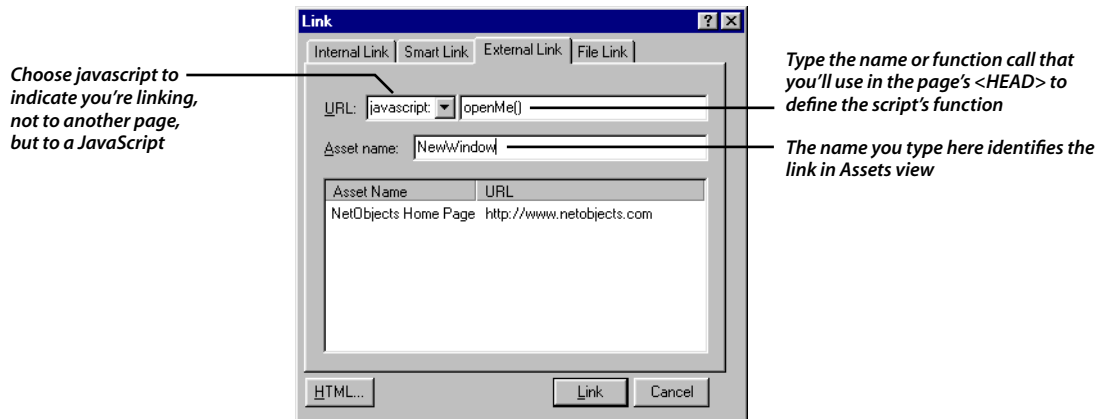 Link
Internal Link Smart Link External Link File Link
Choose javascript to
indicate you're linking,
not to another page,
but to a JavaScript
URL: javascript: openMe()
Type the name or function call that
you'll use in the page's <HEAD> to
define the script's function
Asset name: NewWindow
The name you type here identifies the
link in Assets view
Asset Name URL
NetObjects Home Page http://www.netobjects.com
HTML... Link Cancel